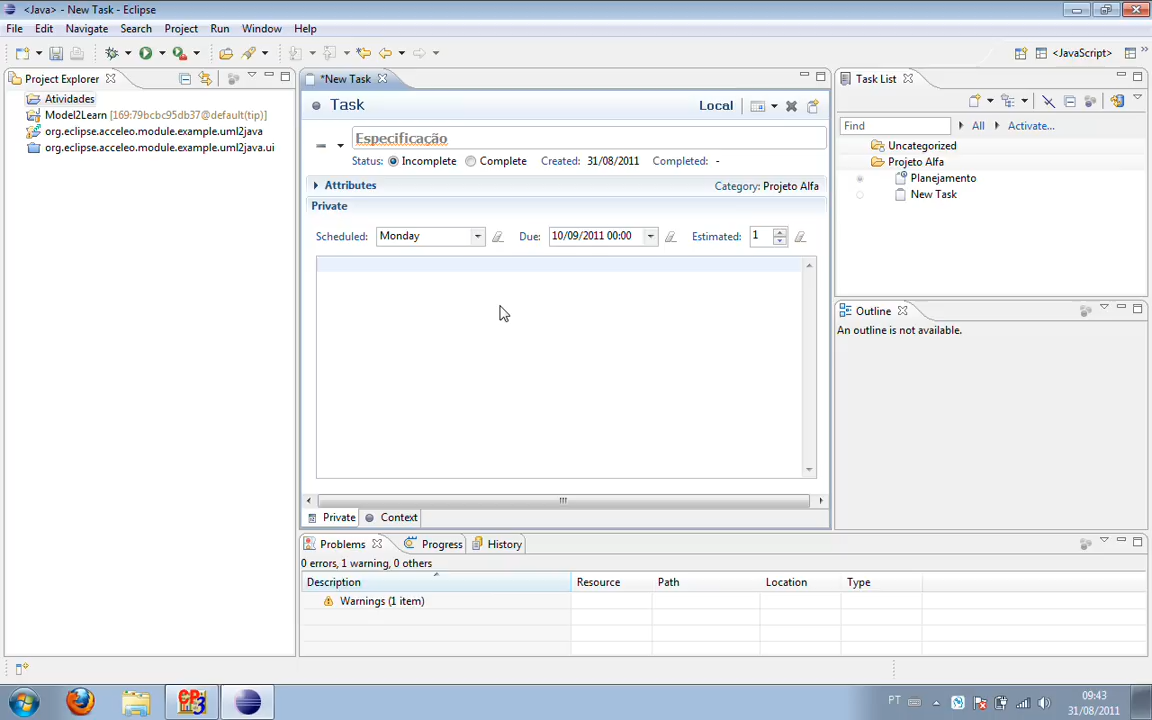 <Java> - New Task - Eclipse
File Edit Navigate Search Project Run Window Help
<JavaScript>
Project Explorer
Atividades
Model2Learn [169:79bcbc95db37@default(tip)]
org.eclipse.acceleo.module.example.uml2java
org.eclipse.acceleo.module.example.uml2java.ui
*New Task
Task
Local
Especificação
Status: Incomplete Complete Created: 31/08/2011 Completed: -
Attributes
Category: Projeto Alfa
Private
Scheduled: Monday Due: 10/09/2011 00:00 Estimated: 1
Private Context
Task List
Find All Activate...
Uncategorized
Projeto Alfa
Planejamento
New Task
Outline
An outline is not available.
Problems Progress History
0 errors, 1 warning, 0 others
Description Resource Path Location Type
Warnings (1 item)
PT
09:43
31/08/2011